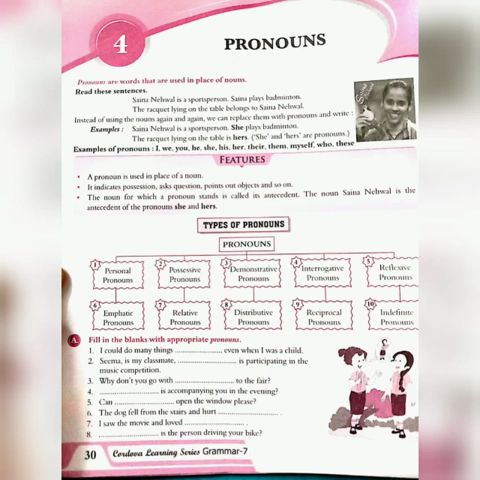 4
PRONOUNS
Pronouns are words that are used in place of nouns.
Read these sentences.
Saina Nehwal is a sportsperson. Saina plays badminton.
The racquet lying on the table belongs to Saina Nehwal.
Instead of using the nouns again and again, we can replace them with pronouns and write :
Examples : Saina Nehwal is a sportsperson. She plays badminton.
The racquet lying on the table is hers. ('She' and 'hers' are pronouns.)
Examples of pronouns : I, we, you, he, she, his, her, their, them, myself, who, these
FEATURES
• A pronoun is used in place of a noun.
• It indicates possession, asks question, points out objects and so on.
• The noun for which a pronoun stands is called its antecedent. The noun Saina Nehwal is the
antecedent of the pronouns she and hers.
TYPES OF PRONOUNS
PRONOUNS
1 Personal Pronouns
2 Possessive Pronouns
3 Demonstrative Pronouns
4 Interrogative Pronouns
5 Reflexive Pronouns
6 Emphatic Pronouns
7 Relative Pronouns
8 Distributive Pronouns
9 Reciprocal Pronouns
10 Indefinite Pronouns
A. Fill in the blanks with appropriate pronouns.
1. I could do many things .................... even when I was a child.
2. Seema, is my classmate, .................... is participating in the
music competition.
3. Why don't you go with .................... to the fair?
4. .................... is accompanying you in the evening?
5. Can .................... open the window please?
6. The dog fell from the stairs and hurt .................... .
7. I saw the movie and loved .................... .
8. .................... is the person driving your bike?
30 Cordova Learning Series Grammar-7